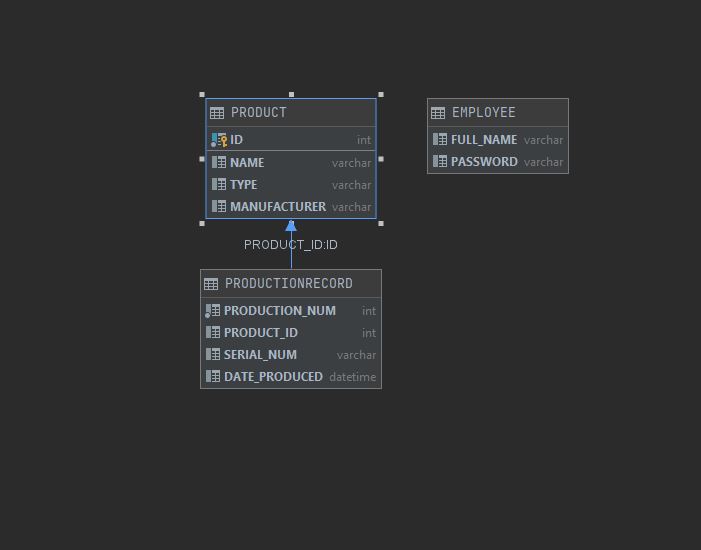 PRODUCT
ID int
NAME varchar
TYPE varchar
MANUFACTURER varchar
EMPLOYEE
FULL_NAME varchar
PASSWORD varchar
PRODUCT_ID:ID
PRODUCTIONRECORD
PRODUCTION_NUM int
PRODUCT_ID int
SERIAL_NUM varchar
DATE_PRODUCED datetime